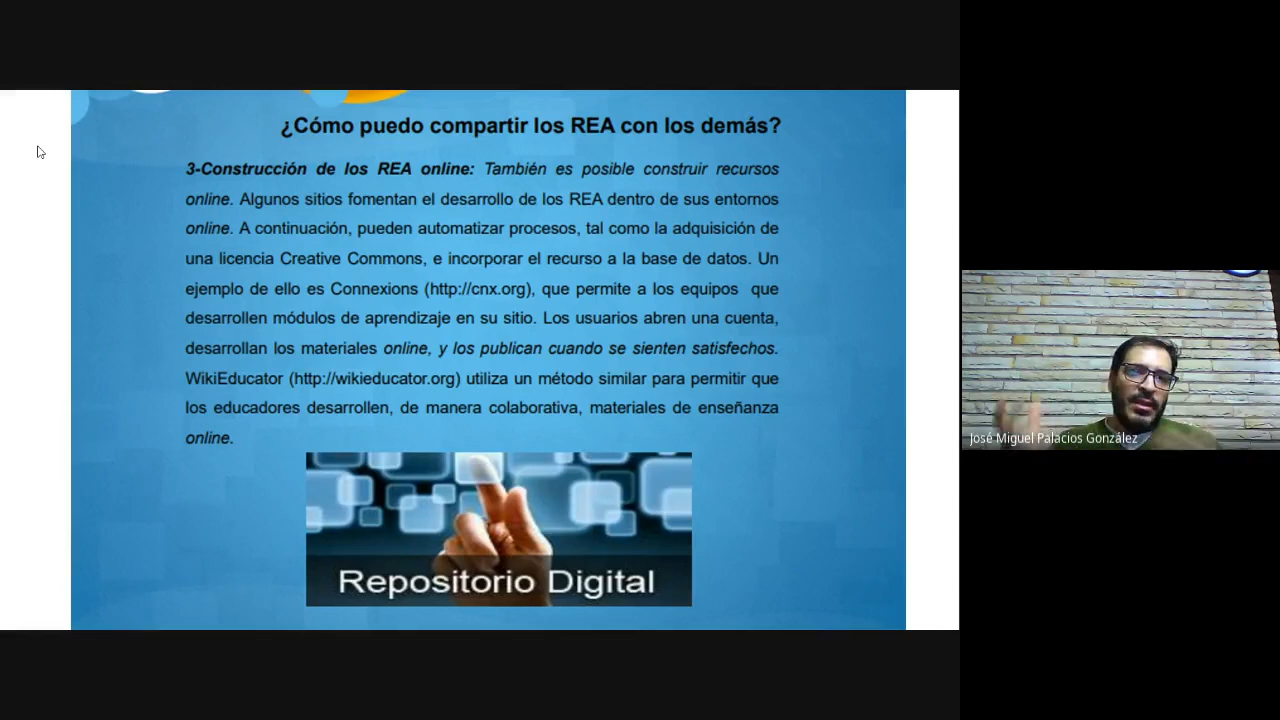 ¿Cómo puedo compartir los REA con los demás?
3-Construcción de los REA online: También es posible construir recursos
online. Algunos sitios fomentan el desarrollo de los REA dentro de sus entornos
online. A continuación, pueden automatizar procesos, tal como la adquisición de
una licencia Creative Commons, e incorporar el recurso a la base de datos. Un
ejemplo de ello es Connexions (http://cnx.org), que permite a los equipos que
desarrollen módulos de aprendizaje en su sitio. Los usuarios abren una cuenta,
desarrollan los materiales online, y los publican cuando se sienten satisfechos.
WikiEducator (http://wikieducator.org) utiliza un método similar para permitir que
los educadores desarrollen, de manera colaborativa, materiales de enseñanza
online.
Repositorio Digital
José Miguel Palacios González